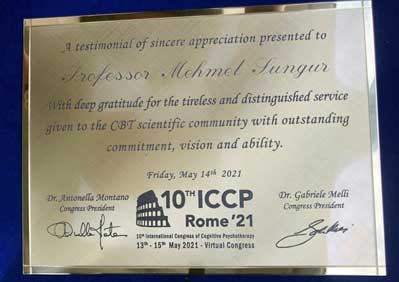 A testimonial of sincere appreciation presented to
Professor Mehmet Sungur
With deep gratitude for the tireless and distinguished service
given to the CBT scientific community with outstanding
commitment, vision and ability.
Friday, May 14th 2021
Dr. Antonella Montano
Congress President
10TH ICCP
Rome '21
10th International Congress of Cognitive Psychotherapy
13th - 15th May 2021 - Virtual Congress
Dr. Gabriele Melli
Congress President